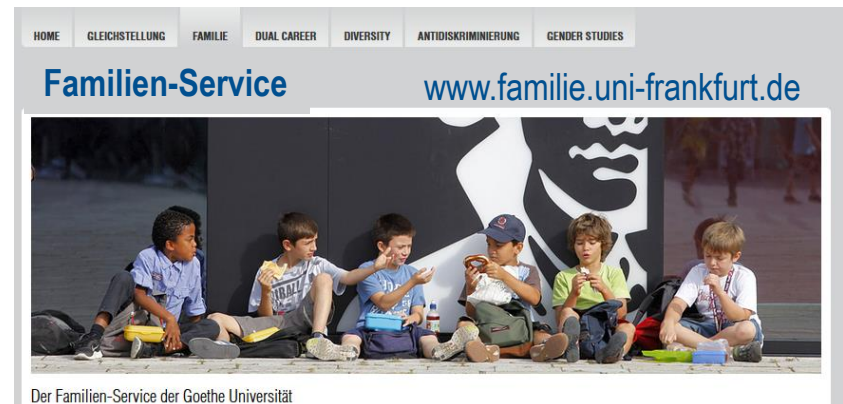 HOME GLEICHSTELLUNG FAMILIE DUAL CAREER DIVERSITY ANTIDISKRIMINIERUNG GENDER STUDIES
Familien-Service www.familie.uni-frankfurt.de
Der Familien-Service der Goethe Universität